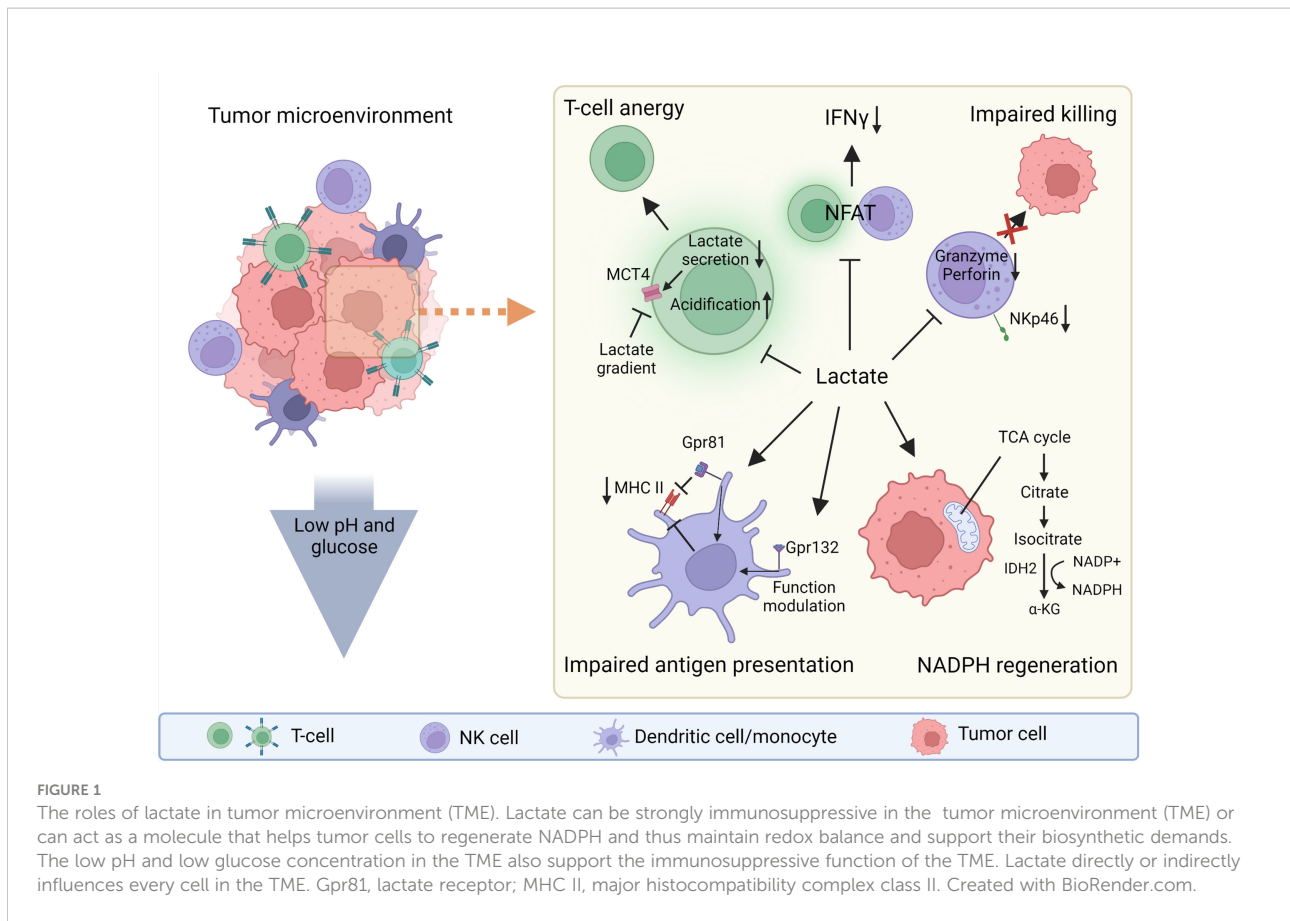 Tumor microenvironment
Low pH and
glucose
T-cell anergy
IFNγ
Impaired killing
NFAT
Lactate
secretion
MCT4
Acidification
Lactate
gradient
Granzyme
Perforin
NKp46
Lactate
Gpr81
MHC II
Gpr132
Function
modulation
TCA cycle
Citrate
Isocitrate
IDH2
NADP+
NADPH
α-KG
Impaired antigen presentation
NADPH regeneration
T-cell
NK cell
Dendritic cell/monocyte
Tumor cell
FIGURE 1
The roles of lactate in tumor microenvironment (TME). Lactate can be strongly immunosuppressive in the tumor microenvironment (TME) or
can act as a molecule that helps tumor cells to regenerate NADPH and thus maintain redox balance and support their biosynthetic demands.
The low pH and low glucose concentration in the TME also support the immunosuppressive function of the TME. Lactate directly or indirectly
influences every cell in the TME. Gpr81, lactate receptor; MHC II, major histocompatibility complex class II. Created with BioRender.com.